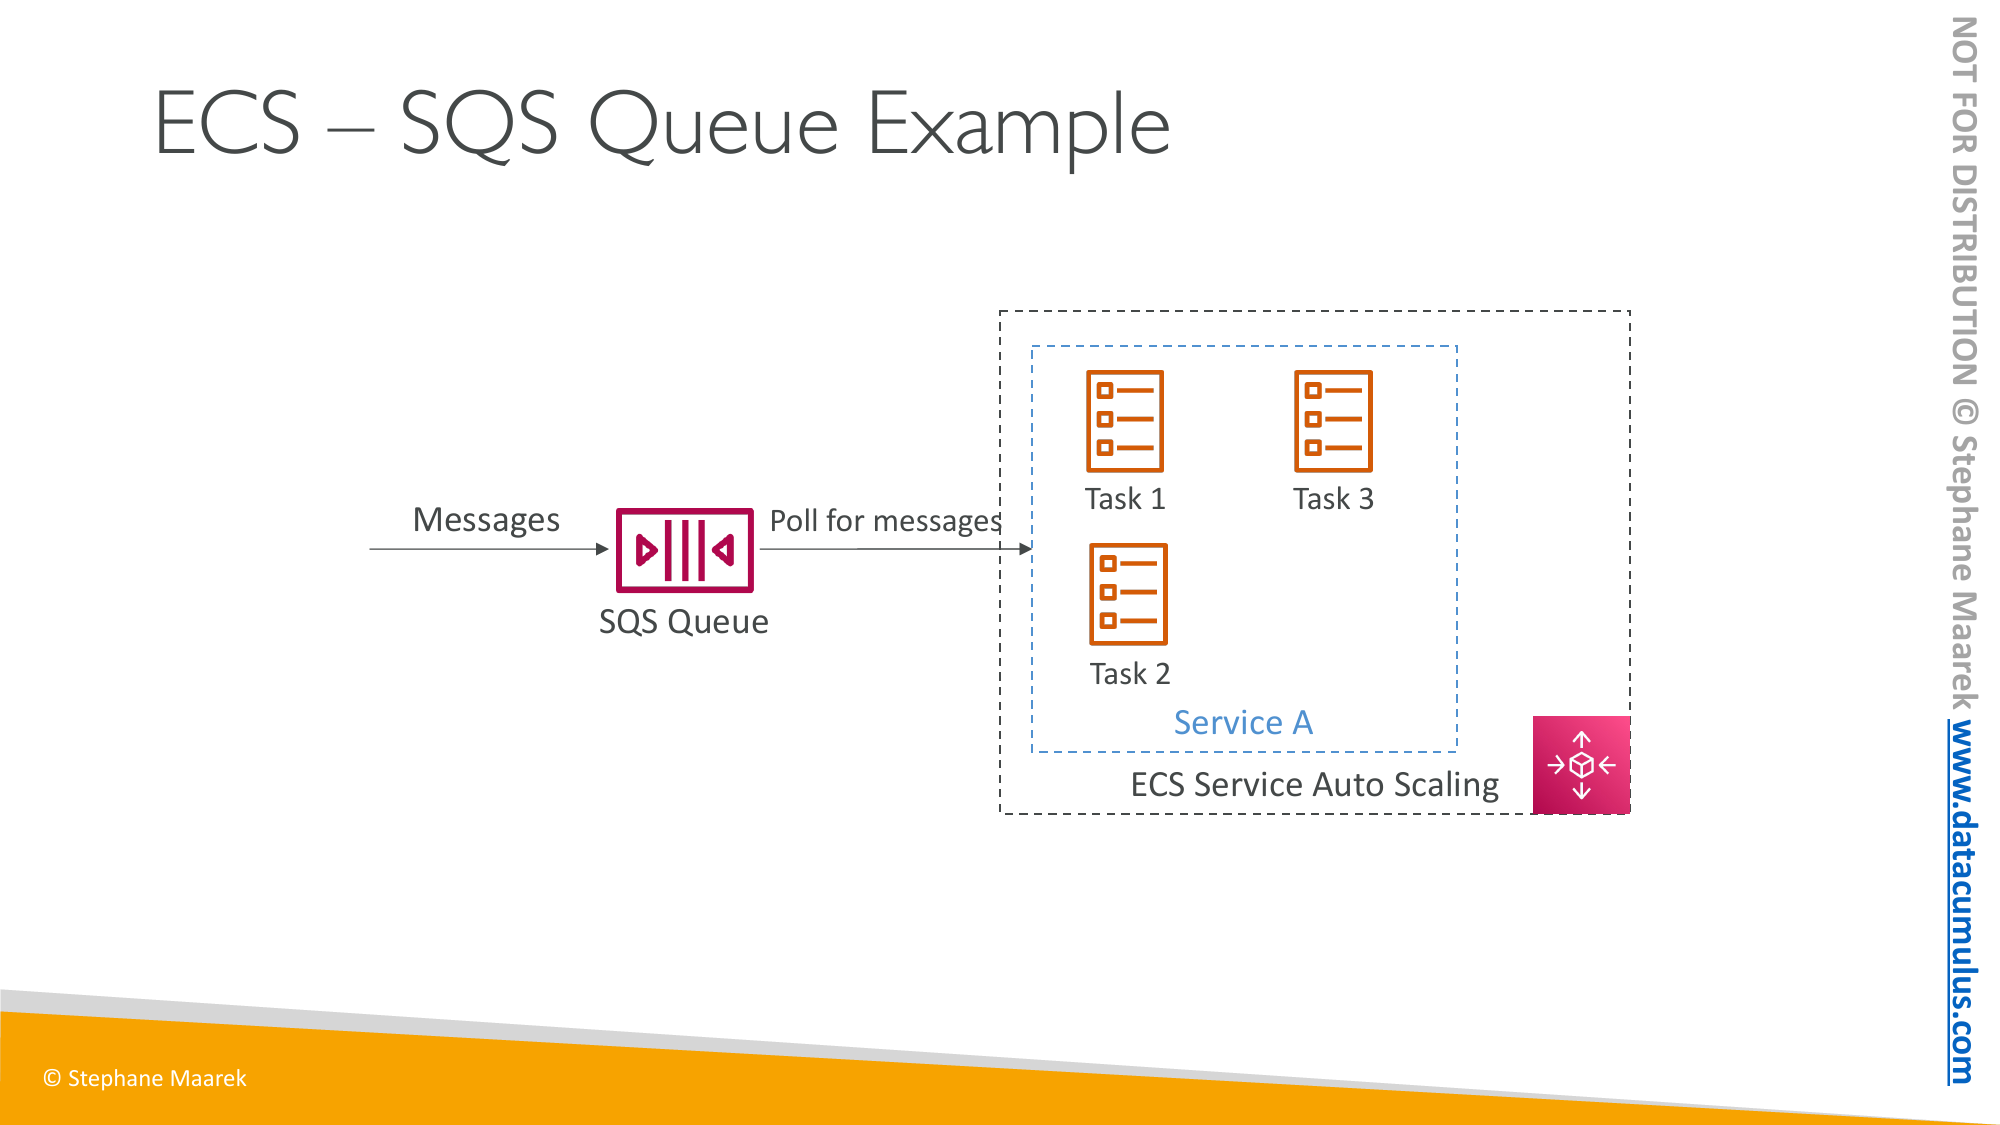 ECS – SQS Queue Example
Messages
SQS Queue
Poll for messages
Task 1
Task 3
Task 2
Service A
ECS Service Auto Scaling
© Stephane Maarek
NOT FOR DISTRIBUTION © Stephane Maarek www.datacumulus.com